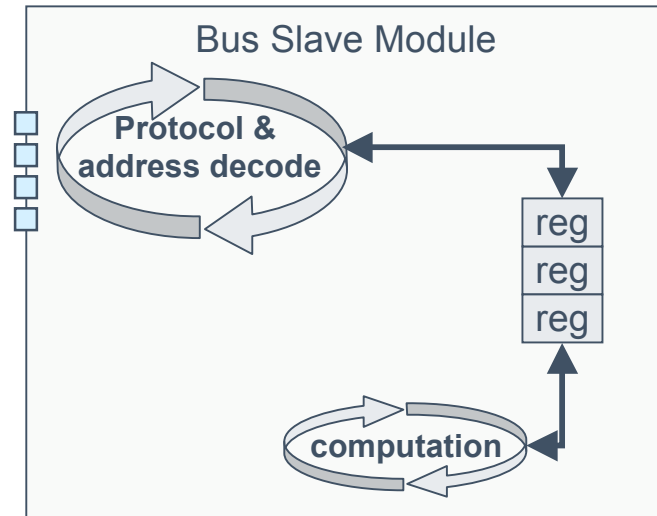 Bus Slave Module
Protocol &
address decode
reg
reg
reg
computation